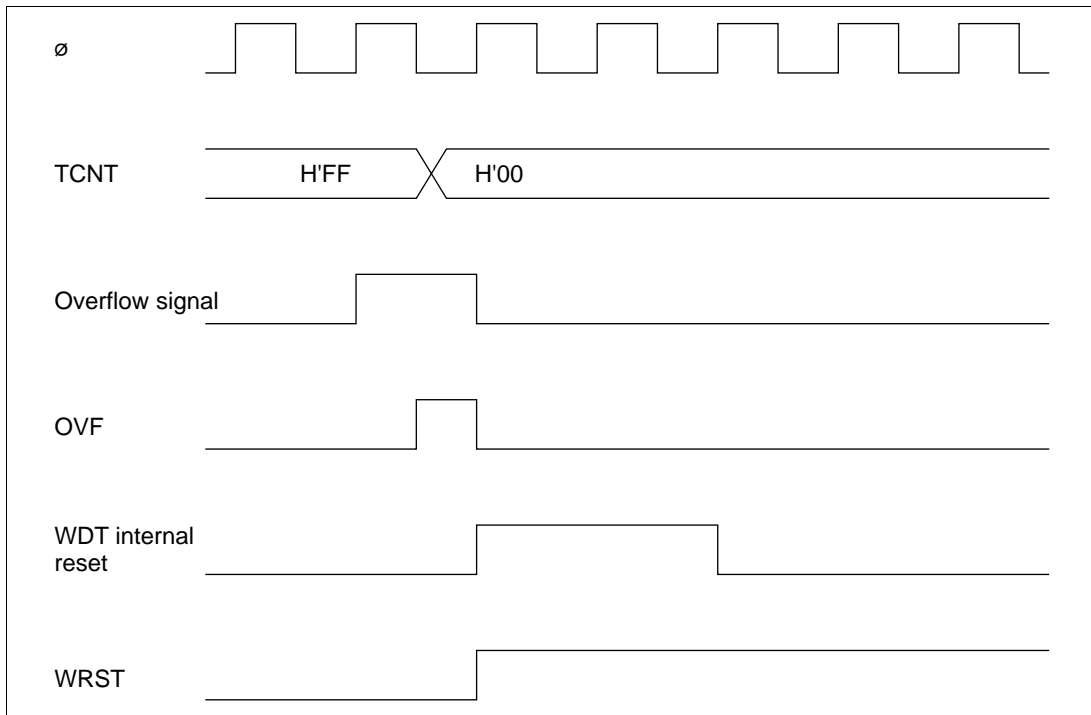 ø
TCNT
H'FF
H'00
Overflow signal
OVF
WDT internal
reset
WRST